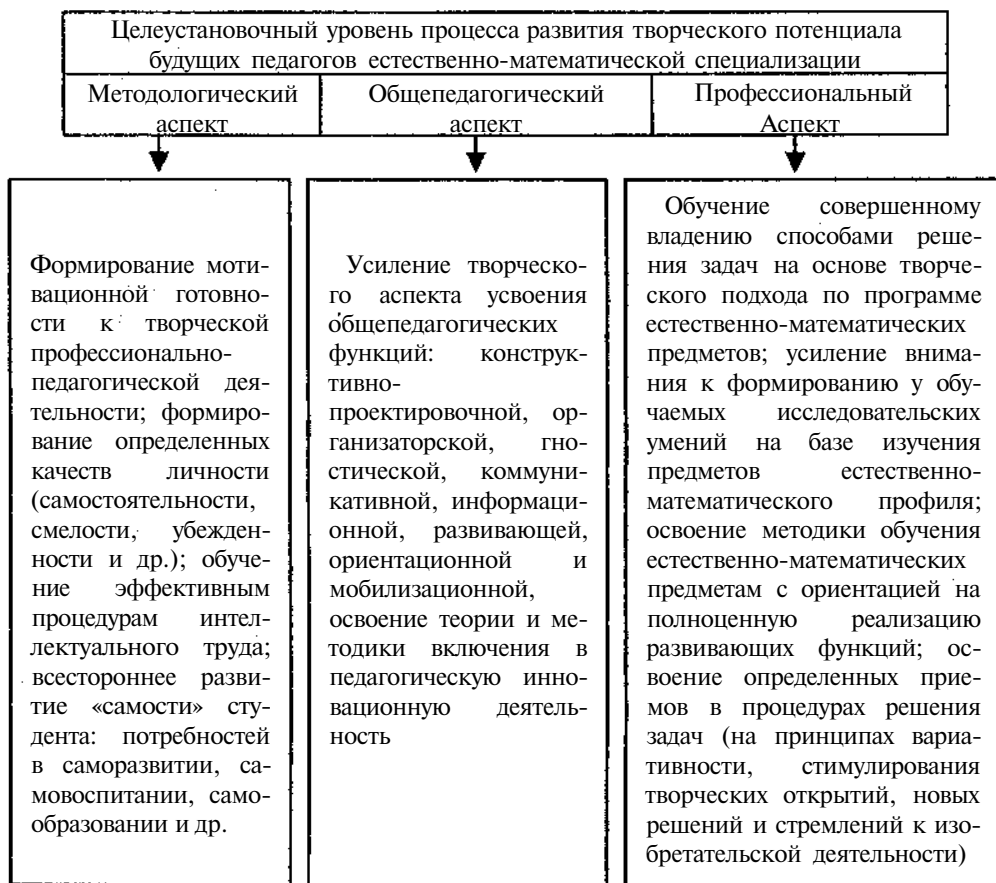 Целеустановочный уровень процесса развития творческого потенциала
будущих педагогов естественно-математической специализации
Методологический
аспект
Общепедагогический
аспект
Профессиональный
Аспект
Формирование моти-
вационной готовно-
сти к творческой
профессионально-
педагогической дея-
тельности; формиро-
вание определенных
качеств личности
(самостоятельности,
смелости, убежден-
ности и др.); обуче-
ние эффективным
процедурам интел-
лектуального труда;
всестороннее разви-
тие «самости» сту-
дента: потребностей
в саморазвитии, са-
мовоспитании, само-
образовании и др.
Усиление творческо-
го аспекта усвоения
общепедагогических
функций: конструк-
тивно-
проектировочной, ор-
ганизаторской, гно-
стической, коммуни-
кативной, информаци-
онной, развивающей,
ориентационной и
мобилизационной,
освоение теории и ме-
тодики включения в
педагогическую инно-
вационную деятель-
ность
Обучение совершенному
владению способами реше-
ния задач на основе творче-
ского подхода по программе
естественно-математических
предметов; усиление внима-
ния к формированию у обу-
чаемых исследовательских
умений на базе изучения
предметов естественно-
математического профиля;
освоение методики обучения
естественно-математических
предметам с ориентацией на
полноценную реализацию
развивающих функций; ос-
воение определенных прие-
мов в процедурах решения
задач (на принципах вариа-
тивности, стимулирования
творческих открытий, новых
решений и стремлений к изо-
бретательской деятельности)